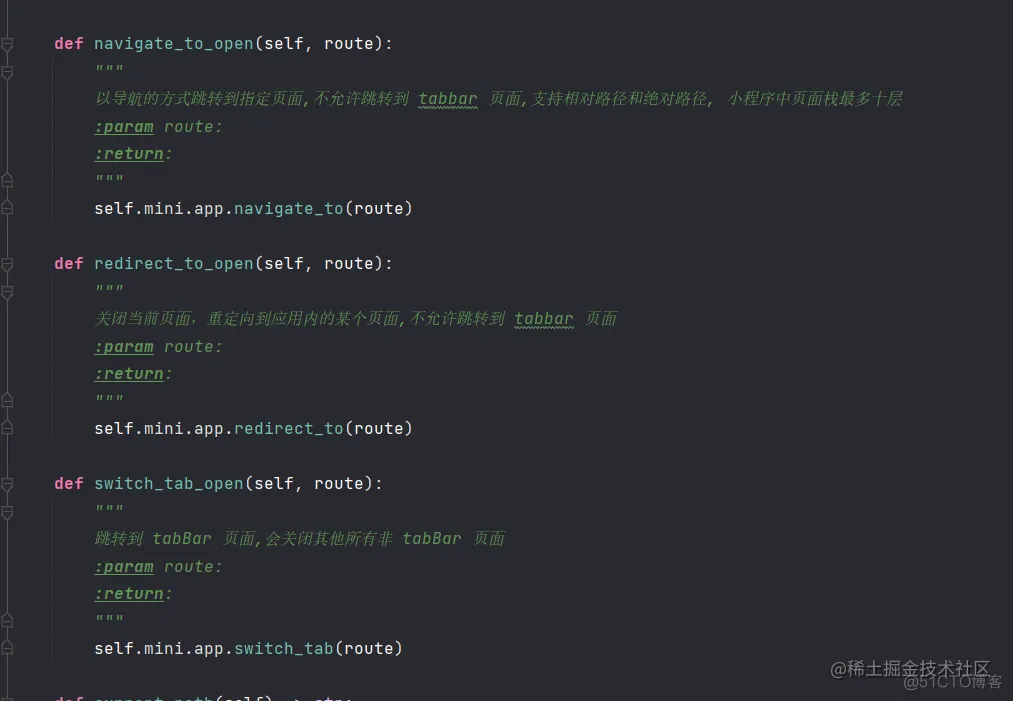 def navigate_to_open(self, route):
"""
以导航的方式跳转到指定页面,不允许跳转到 tabbar 页面,支持相对路径和绝对路径, 小程序中页面栈最多十层
:param route:
:return:
"""
self.mini.app.navigate_to(route)
def redirect_to_open(self, route):
"""
关闭当前页面，重定向到应用内的某个页面,不允许跳转到 tabbar 页面
:param route:
:return:
"""
self.mini.app.redirect_to(route)
def switch_tab_open(self, route):
"""
跳转到 tabBar 页面,会关闭其他所有非 tabBar 页面
:param route:
:return:
"""
self.mini.app.switch_tab(route)
def current_path(self) -> str:
@稀土掘金技术社区
@51CTO博客